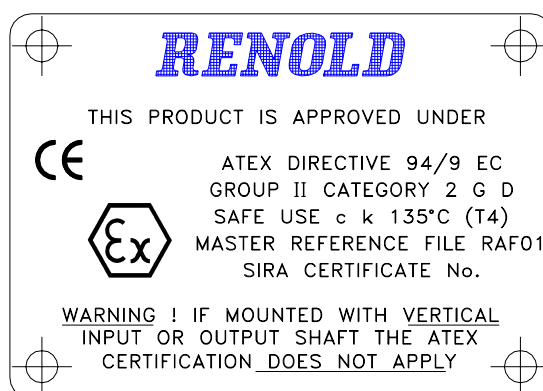 RENOLD
THIS PRODUCT IS APPROVED UNDER
CE
ATEX DIRECTIVE 94/9 EC
GROUP II CATEGORY 2 G D
SAFE USE c k 135°C (T4)
Ex
MASTER REFERENCE FILE RAF01
SIRA CERTIFICATE No.
WARNING ! IF MOUNTED WITH VERTICAL
INPUT OR OUTPUT SHAFT THE ATEX
CERTIFICATION DOES NOT APPLY